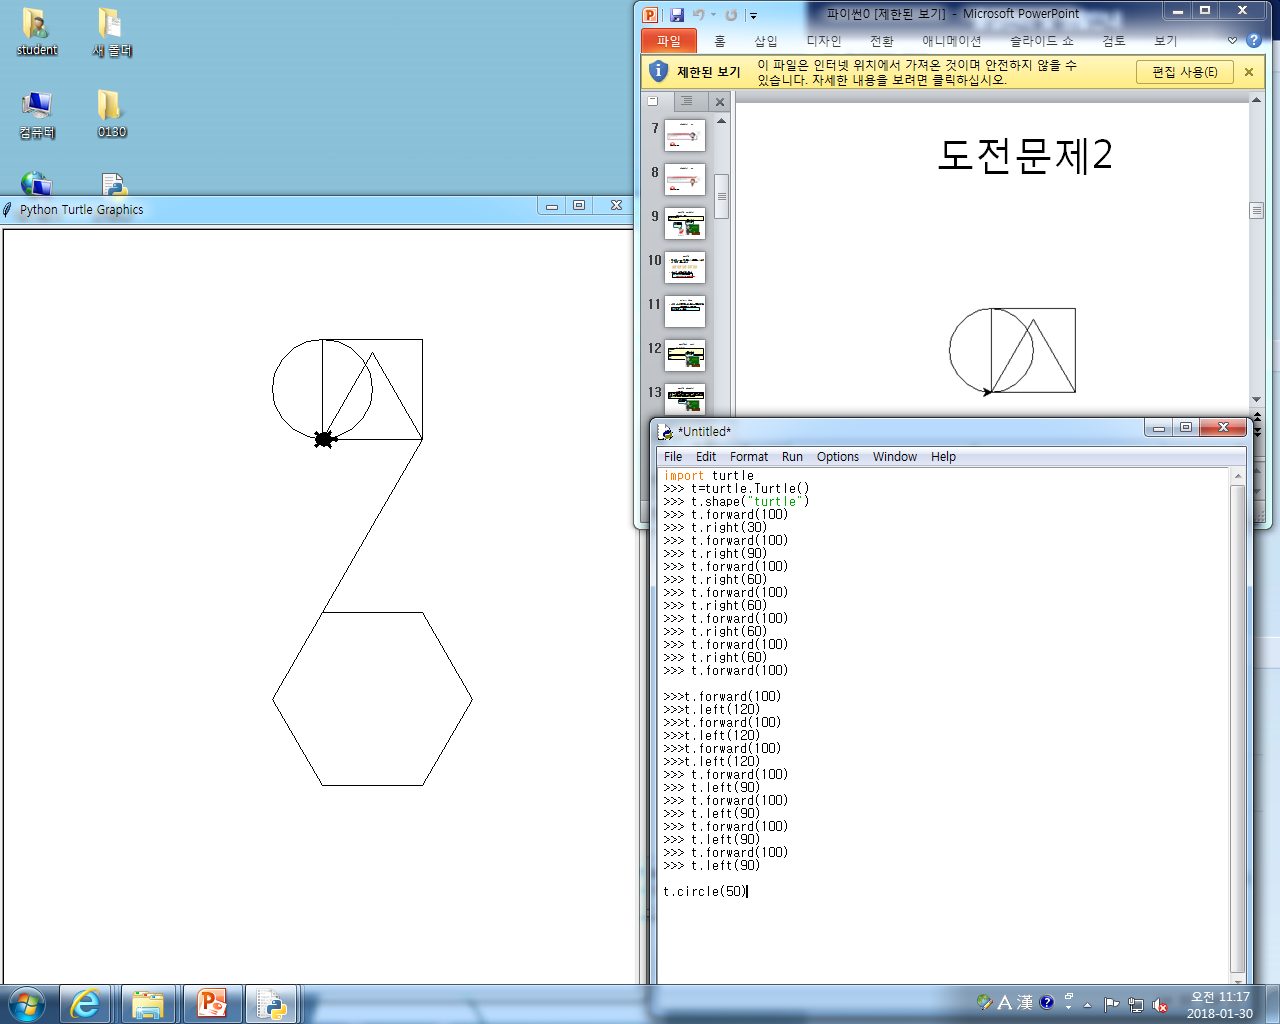 student
새 폴더
컴퓨터
0130
Python Turtle Graphics
파이썬0 [제한된 보기] - Microsoft PowerPoint
파일 홈 삽입 디자인 전환 애니메이션 슬라이드 쇼 검토 보기
제한된 보기 이 파일은 인터넷 위치에서 가져온 것이며 안전하지 않을 수 있습니다. 자세한 내용을 보려면 클릭하십시오. 편집 사용(E)
7
8
9
10
11
12
13
도전문제2
*Untitled*
File Edit Format Run Options Window Help
import turtle
>>> t=turtle.Turtle()
>>> t.shape("turtle")
>>> t.forward(100)
>>> t.right(30)
>>> t.forward(100)
>>> t.right(90)
>>> t.forward(100)
>>> t.right(60)
>>> t.forward(100)
>>> t.right(60)
>>> t.forward(100)
>>> t.right(60)
>>> t.forward(100)
>>> t.right(60)
>>> t.forward(100)
>>>t.forward(100)
>>>t.left(120)
>>>t.forward(100)
>>>t.left(120)
>>>t.forward(100)
>>>t.left(120)
>>> t.forward(100)
>>> t.left(90)
>>> t.forward(100)
>>> t.left(90)
>>> t.forward(100)
>>> t.left(90)
>>> t.forward(100)
>>> t.left(90)
t.circle(50)
A 漢
오전 11:17
2018-01-30